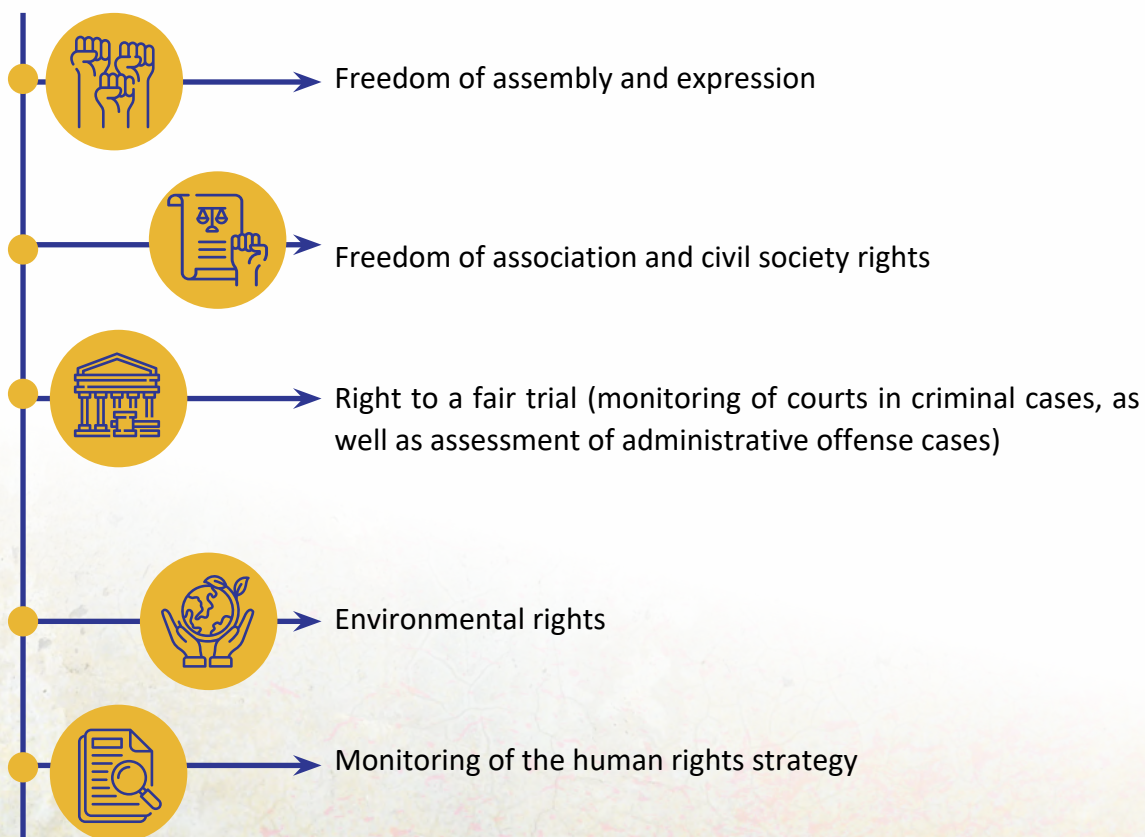 Freedom of assembly and expression
Freedom of association and civil society rights
Right to a fair trial (monitoring of courts in criminal cases, as
well as assessment of administrative offense cases)
Environmental rights
Monitoring of the human rights strategy